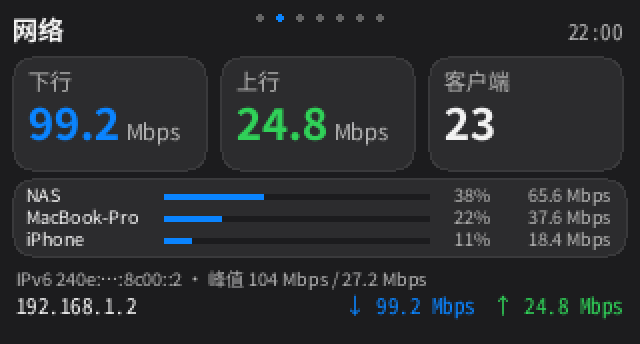 网络 22:00
下行 上行 客户端
99.2 Mbps 24.8 Mbps 23
NAS 38% 65.6 Mbps
MacBook-Pro 22% 37.6 Mbps
iPhone 11% 18.4 Mbps
IPv6 240e:⋯:8c00::2 · 峰值 104 Mbps / 27.2 Mbps
192.168.1.2 ↓ 99.2 Mbps ↑ 24.8 Mbps